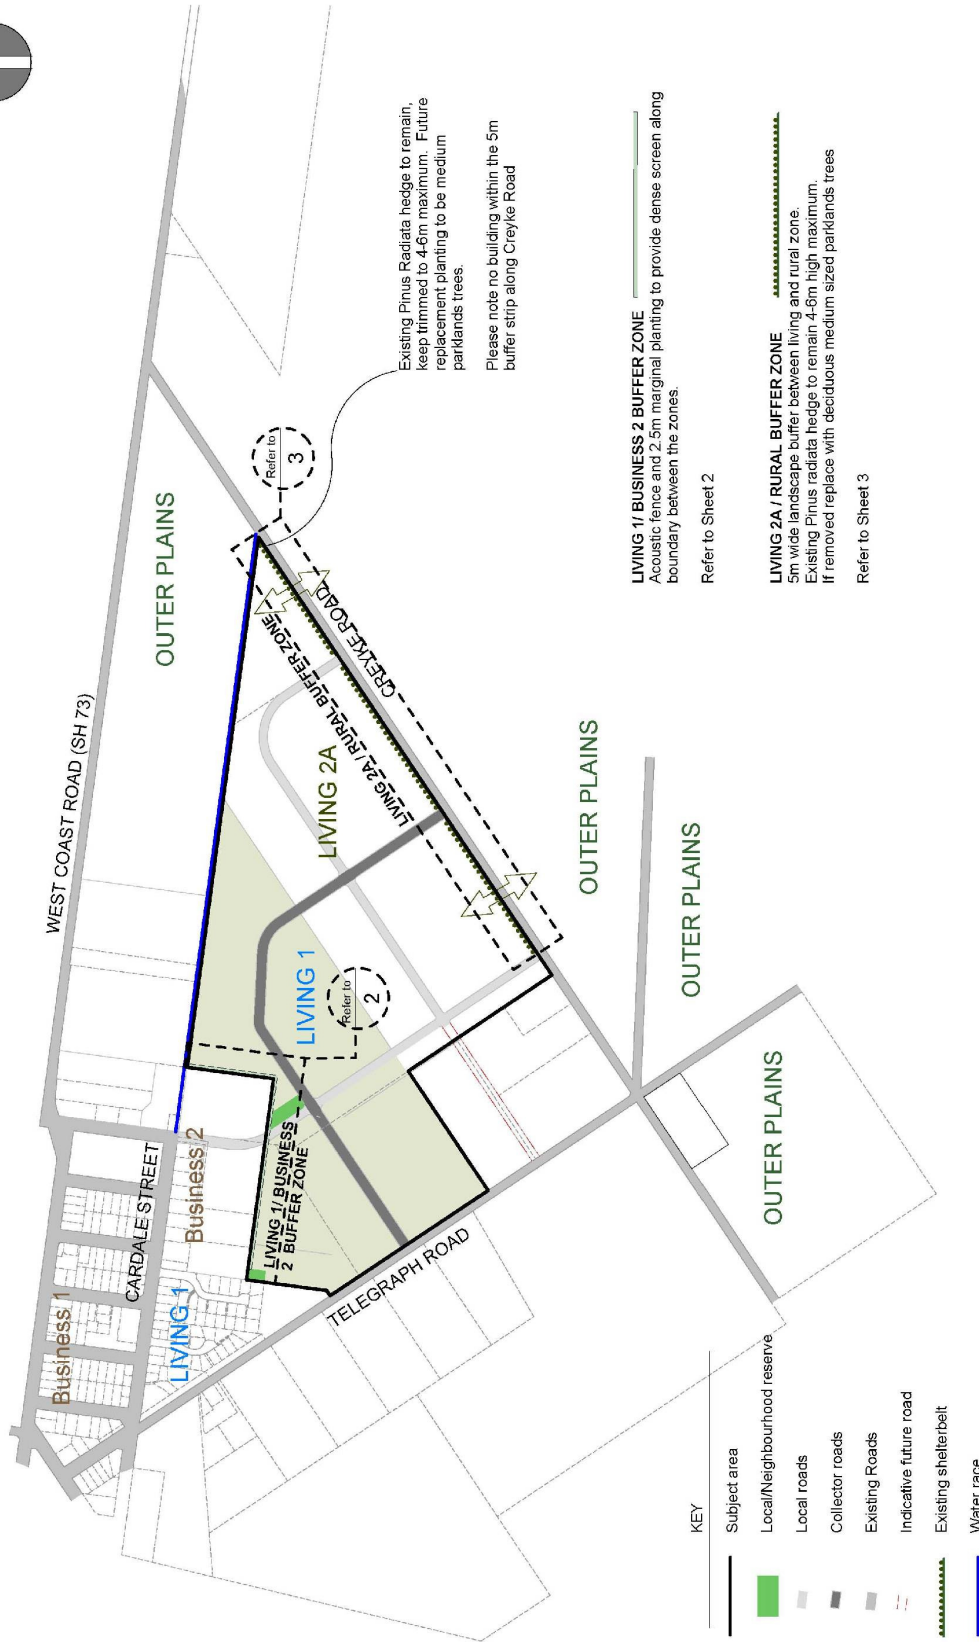 WEST COAST ROAD (SH 73)
OUTER PLAINS
Business 1
CARDALE STREET
Business 2
LIVING 1
LIVING 1/ BUSINESS
2 BUFFER ZONE
LIVING 1
Refer to
2
LIVING 2A
LIVING 2A / RURAL BUFFER ZONE
CREYKE ROAD
Refer to
3
TELEGRAPH ROAD
OUTER PLAINS
OUTER PLAINS
OUTER PLAINS
Existing Pinus Radiata hedge to remain,
keep trimmed to 4-6m maximum. Future
replacement planting to be medium
parklands trees.
Please note no building within the 5m
buffer strip along Creyke Road
LIVING 1/ BUSINESS 2 BUFFER ZONE
Acoustic fence and 2.5m marginal planting to provide dense screen along
boundary between the zones.
Refer to Sheet 2
LIVING 2A / RURAL BUFFER ZONE
5m wide landscape buffer between living and rural zone.
Existing Pinus radiata hedge to remain 4-6m high maximum.
If removed replace with deciduous medium sized parklands trees
Refer to Sheet 3
KEY
Subject area
Local/Neighbourhood reserve
Local roads
Collector roads
Existing Roads
Indicative future road
Existing shelterbelt
Water race